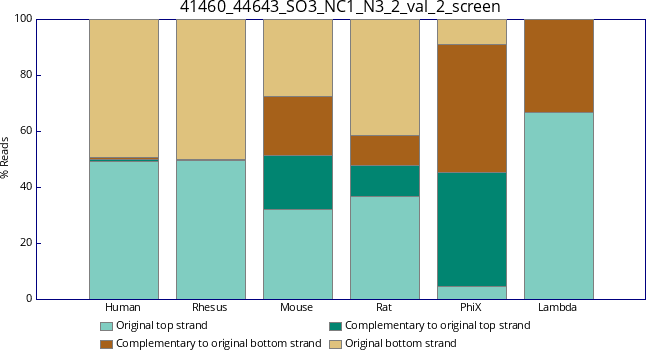 41460_44643_SO3_NC1_N3_2_val_2_screen
100
80
60
40
20
0
% Reads
Human Rhesus Mouse Rat PhiX Lambda
Original top strand Complementary to original top strand
Complementary to original bottom strand Original bottom strand